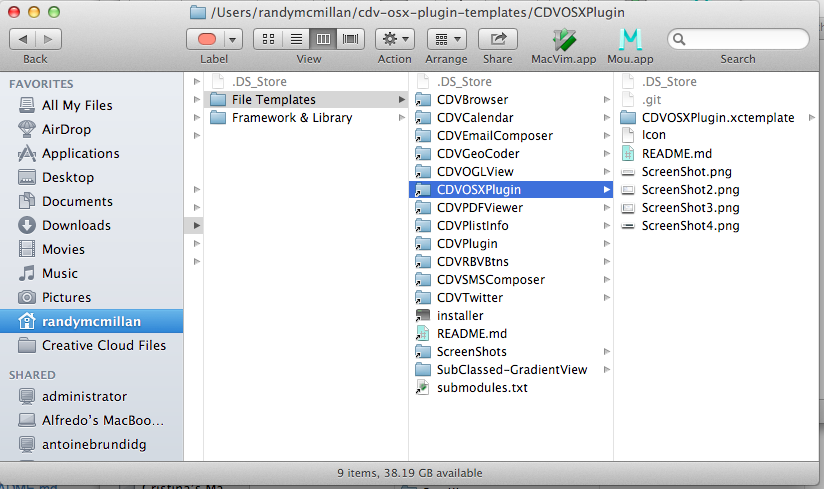 /Users/randymcmillan/cdv-osx-plugin-templates/CDVOSXPlugin
Back
Label
View
Action
Arrange
Share
MacVim.app
Mou.app
Search
FAVORITES
All My Files
AirDrop
Applications
Desktop
Documents
Downloads
Movies
Music
Pictures
randymcmillan
Creative Cloud Files
SHARED
administrator
Alfredo's MacBoo...
antoinebrundidg
.DS_Store
File Templates
Framework & Library
.DS_Store
CDVBrowser
CDVCalendar
CDVEmailComposer
CDVGeoCoder
CDVOGLView
CDVOSXPlugin
CDVPDFViewer
CDVPlistInfo
CDVPlugin
CDVRBVBtns
CDVSMSComposer
CDVTwitter
installer
README.md
ScreenShots
SubClassed-GradientView
submodules.txt
.DS_Store
.git
CDVOSXPlugin.xctemplate
Icon
README.md
ScreenShot.png
ScreenShot2.png
ScreenShot3.png
ScreenShot4.png
9 items, 38.19 GB available